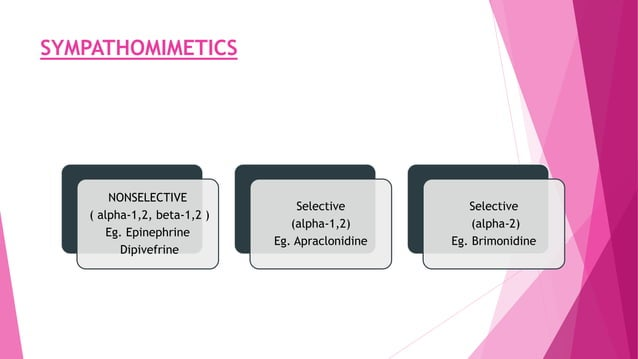 SYMPATHOMIMETICS
NONSELECTIVE
( alpha-1,2, beta-1,2 )
Eg. Epinephrine
Dipivefrine
Selective
(alpha-1,2)
Eg. Apraclonidine
Selective
(alpha-2)
Eg. Brimonidine